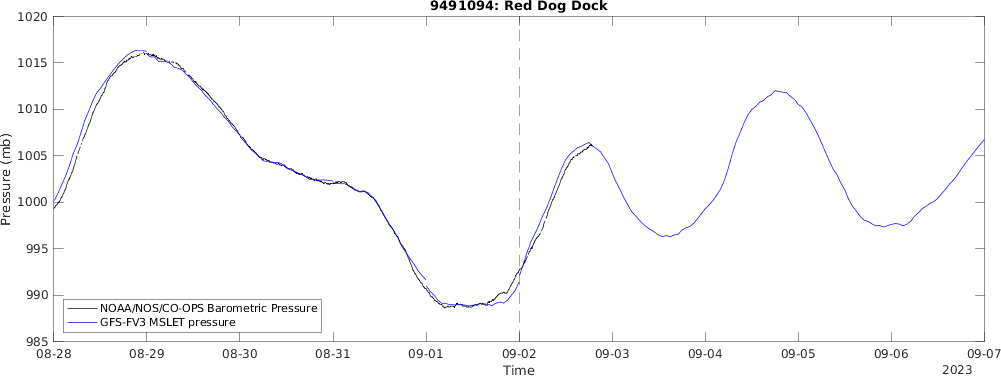 9491094: Red Dog Dock
1020
1015
1010
1005
1000
995
990
985
Pressure (mb)
NOAA/NOS/CO-OPS Barometric Pressure
GFS-FV3 MSLET pressure
08-28 08-29 08-30 08-31 09-01 09-02 09-03 09-04 09-05 09-06 09-07
Time
2023